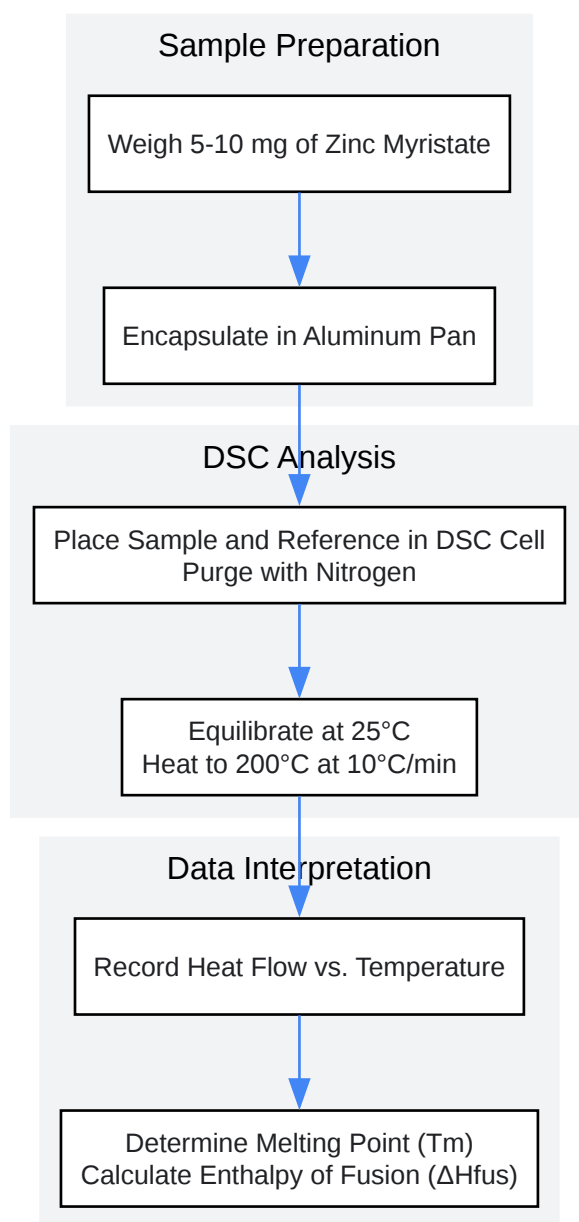 Sample Preparation
Weigh 5-10 mg of Zinc Myristate
Encapsulate in Aluminum Pan
DSC Analysis
Place Sample and Reference in DSC Cell
Purge with Nitrogen
Equilibrate at 25°C
Heat to 200°C at 10°C/min
Data Interpretation
Record Heat Flow vs. Temperature
Determine Melting Point (Tm)
Calculate Enthalpy of Fusion (ΔHfus)